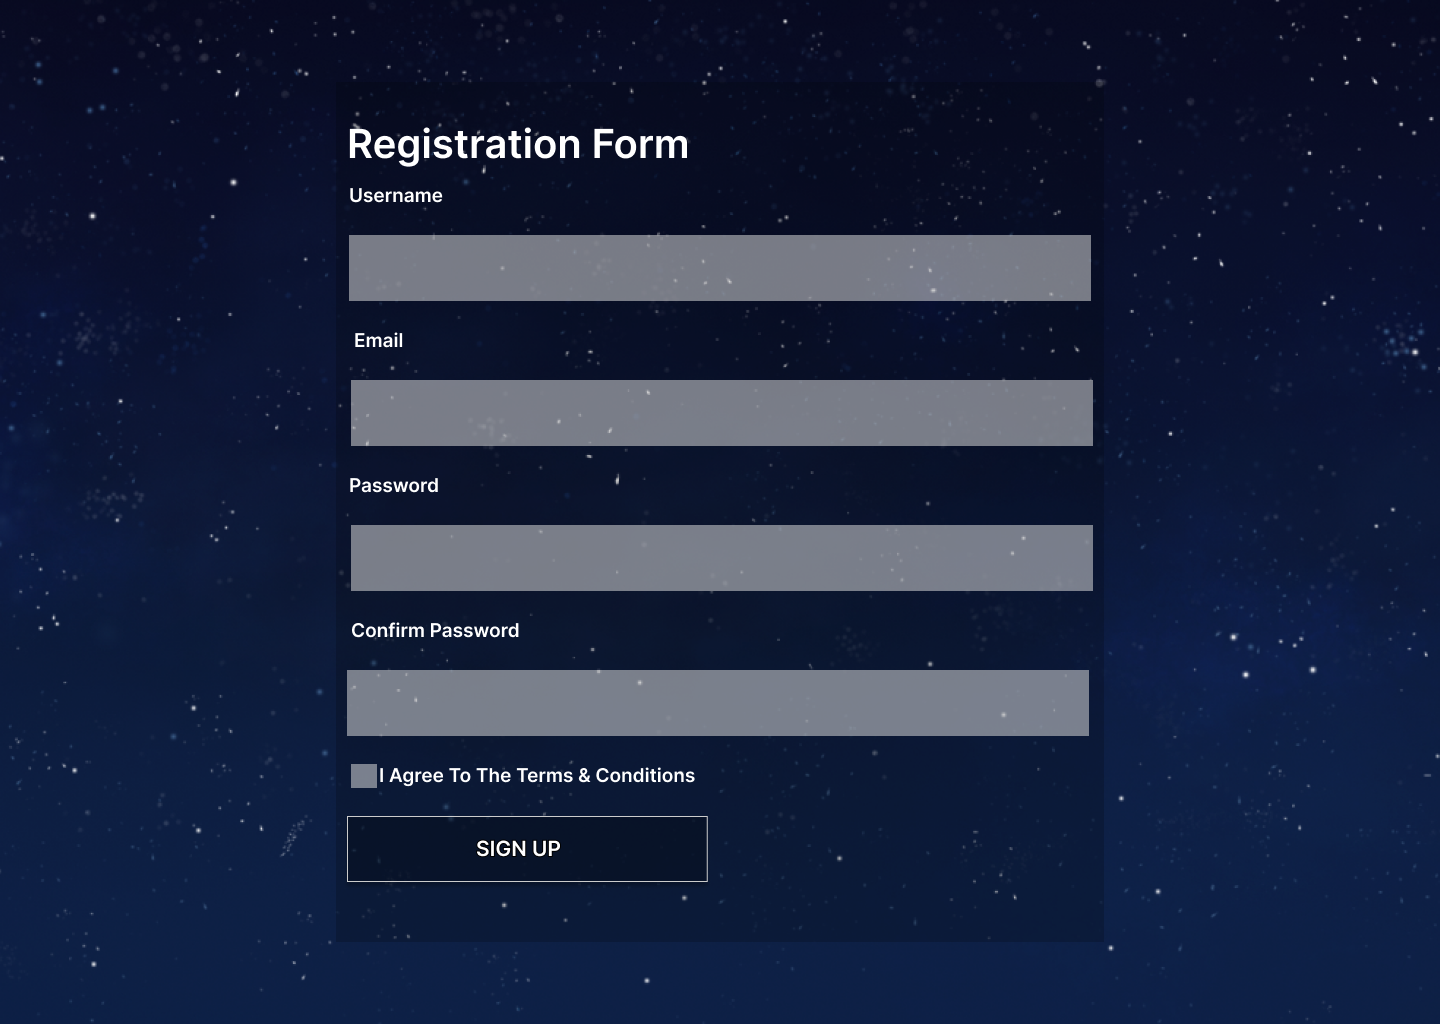 Registration Form
Username
Email
Password
Confirm Password
I Agree To The Terms & Conditions
SIGN UP